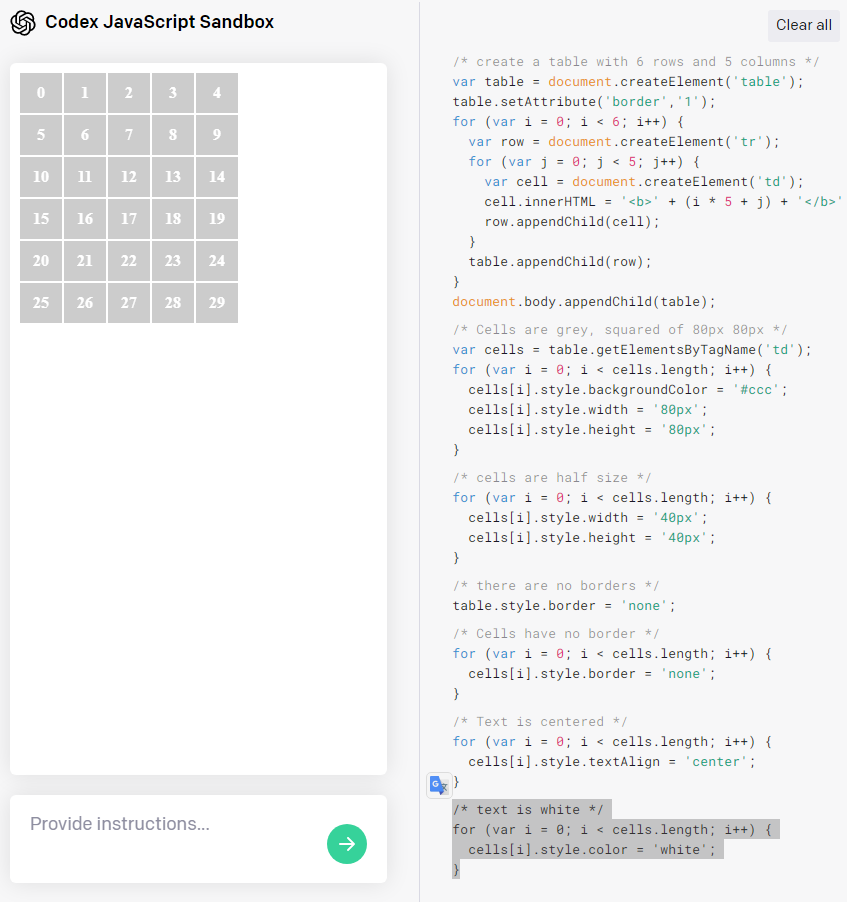 Codex JavaScript Sandbox
Clear all
0 1 2 3 4
5 6 7 8 9
10 11 12 13 14
15 16 17 18 19
20 21 22 23 24
25 26 27 28 29
Provide instructions...
/* create a table with 6 rows and 5 columns */
var table = document.createElement('table');
table.setAttribute('border','1');
for (var i = 0; i < 6; i++) {
  var row = document.createElement('tr');
  for (var j = 0; j < 5; j++) {
    var cell = document.createElement('td');
    cell.innerHTML = '<b>' + (i * 5 + j) + '</b>'
    row.appendChild(cell);
  }
  table.appendChild(row);
}
document.body.appendChild(table);
/* Cells are grey, squared of 80px 80px */
var cells = table.getElementsByTagName('td');
for (var i = 0; i < cells.length; i++) {
  cells[i].style.backgroundColor = '#ccc';
  cells[i].style.width = '80px';
  cells[i].style.height = '80px';
}
/* cells are half size */
for (var i = 0; i < cells.length; i++) {
  cells[i].style.width = '40px';
  cells[i].style.height = '40px';
}
/* there are no borders */
table.style.border = 'none';
/* Cells have no border */
for (var i = 0; i < cells.length; i++) {
  cells[i].style.border = 'none';
}
/* Text is centered */
for (var i = 0; i < cells.length; i++) {
  cells[i].style.textAlign = 'center';
}
/* text is white */
for (var i = 0; i < cells.length; i++) {
  cells[i].style.color = 'white';
}